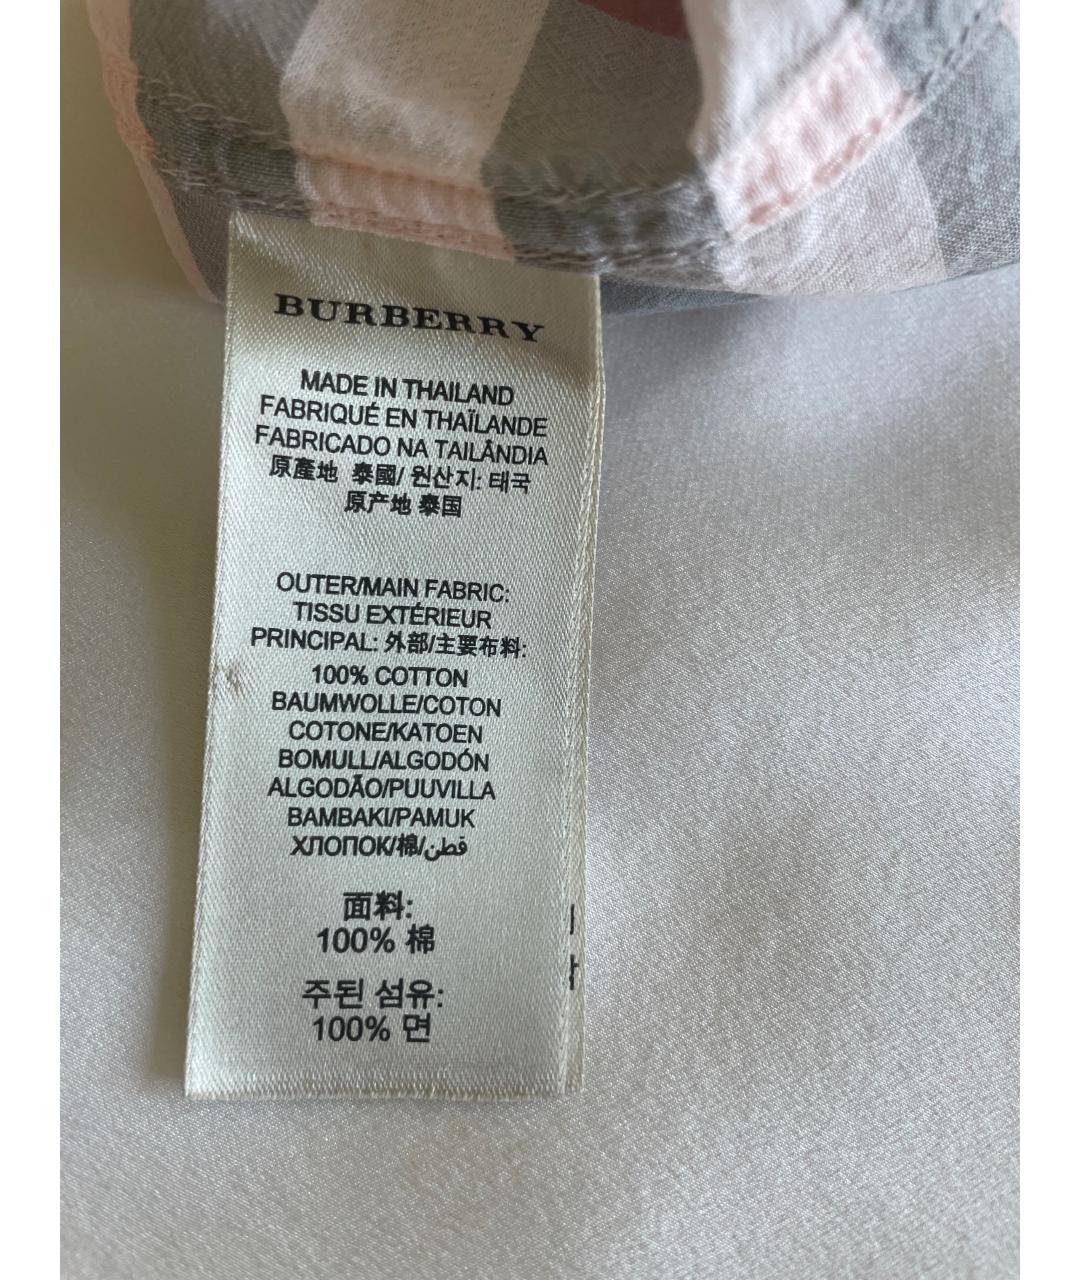 BURBERRY
MADE IN THAILAND
FABRIQUÉ EN THAÏLANDE
FABRICADO NA TAILÂNDIA
原產地 泰國/ 원산지: 태국
原产地 泰国
OUTER/MAIN FABRIC:
TISSU EXTÉRIEUR
PRINCIPAL: 外部/主要布料:
100% COTTON
BAUMWOLLE/COTON
COTONE/KATOEN
BOMULL/ALGODÓN
ALGODÃO/PUUVILLA
BAMBAKI/PAMUK
ХЛОПОК/棉/قطن
面料:
100% 棉
주된 섬유:
100% 면